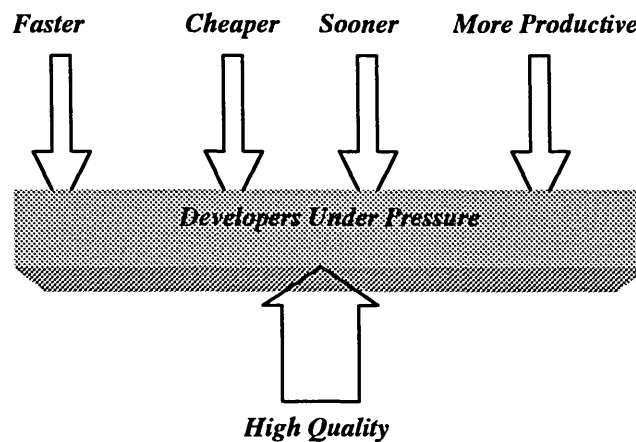 Faster Cheaper Sooner More Productive
Developers Under Pressure
High Quality